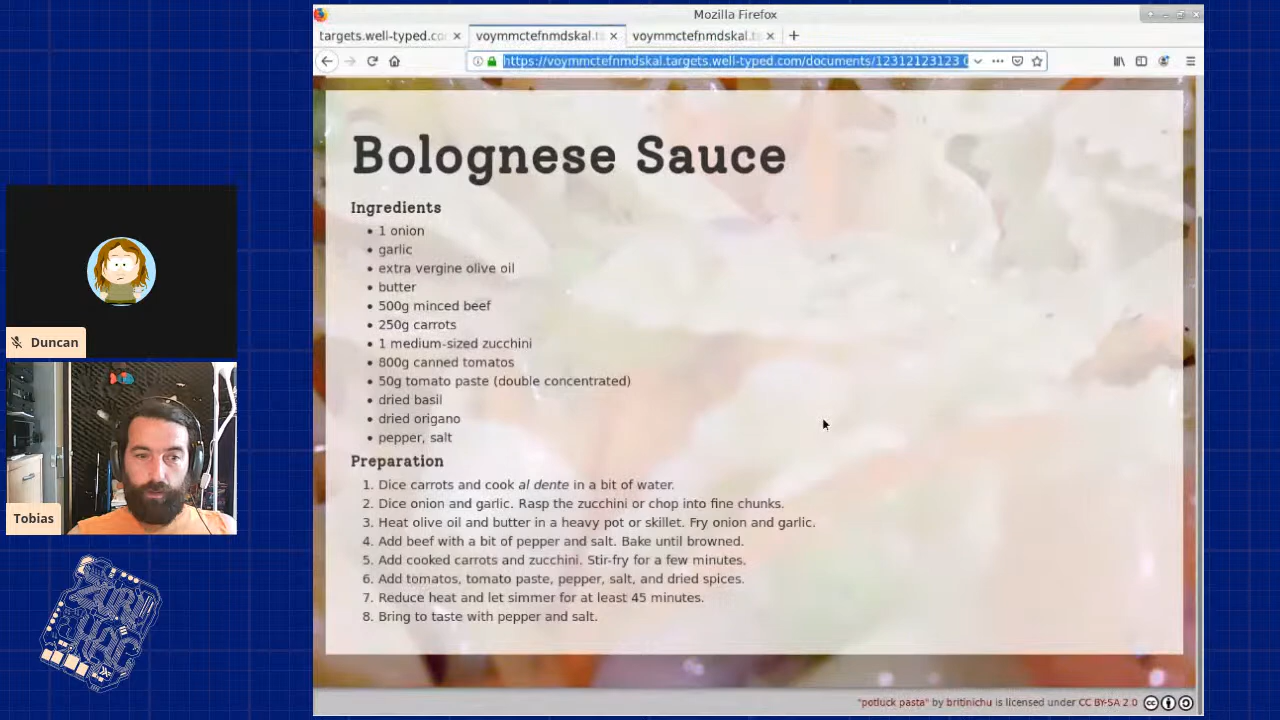 Mozilla Firefox
targets.well-typed.co
voymmctefnmdskal.t
voymmctefnmdskal.t
https://voymmctefnmdskal.targets.well-typed.com/documents/12312123123
Bolognese Sauce
Ingredients
• 1 onion
• garlic
• extra vergine olive oil
• butter
• 500g minced beef
• 250g carrots
• 1 medium-sized zucchini
• 800g canned tomatos
• 50g tomato paste (double concentrated)
• dried basil
• dried origano
• pepper, salt
Preparation
1. Dice carrots and cook al dente in a bit of water.
2. Dice onion and garlic. Rasp the zucchini or chop into fine chunks.
3. Heat olive oil and butter in a heavy pot or skillet. Fry onion and garlic.
4. Add beef with a bit of pepper and salt. Bake until browned.
5. Add cooked carrots and zucchini. Stir-fry for a few minutes.
6. Add tomatos, tomato paste, pepper, salt, and dried spices.
7. Reduce heat and let simmer for at least 45 minutes.
8. Bring to taste with pepper and salt.
"potluck pasta" by britinichu is licensed under CC BY-SA 2.0
Duncan
Tobias
ZURI
HAC